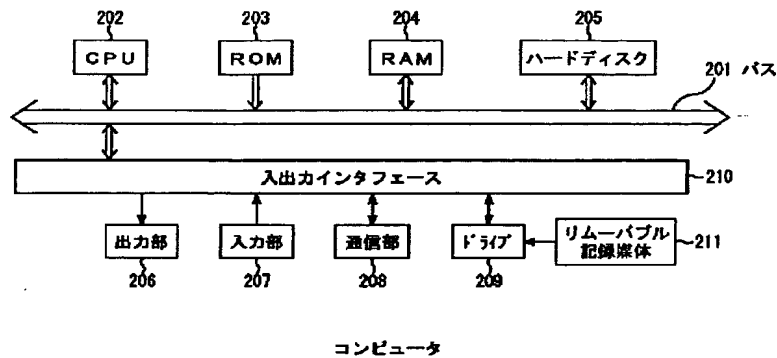 202
203
204
205
CPU
ROM
RAM
ハードディスク
201 バス
入出力インタフェース
210
出力部
入力部
通信部
ドライブ
リムーバブル
記録媒体
211
206
207
208
209
コンピュータ